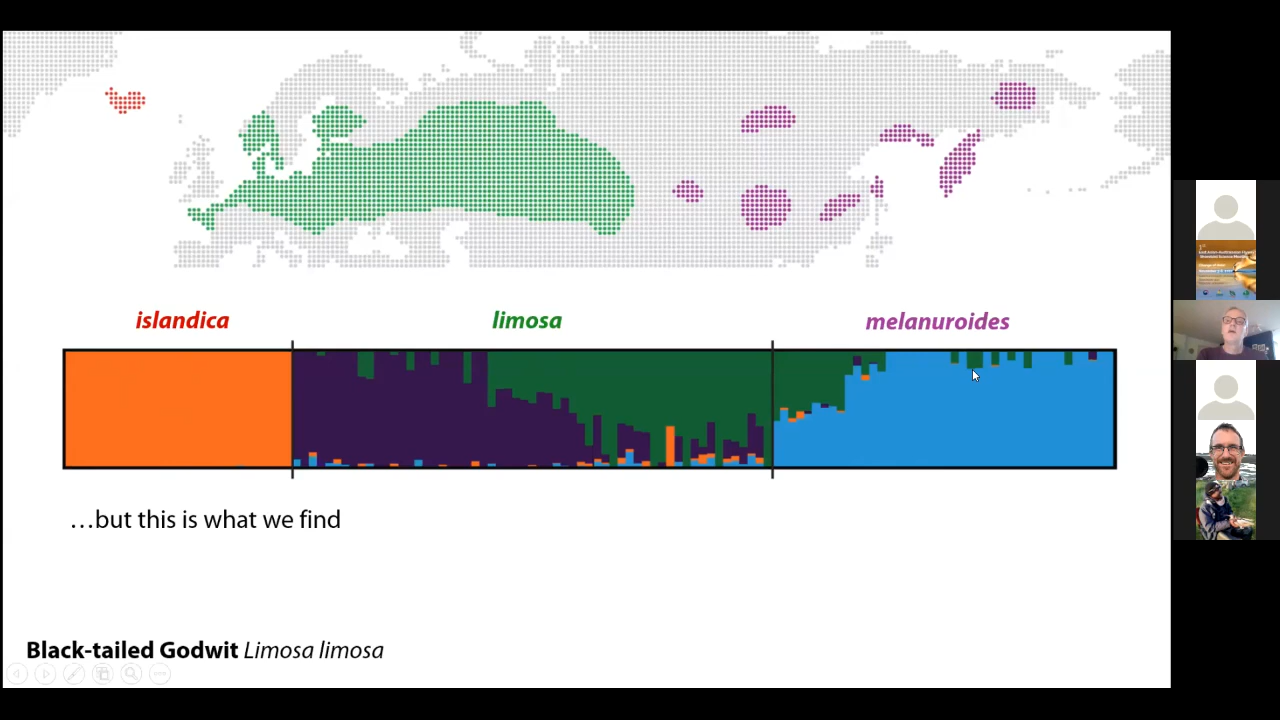 islandica
limosa
melanuroides
…but this is what we find
Black-tailed Godwit Limosa limosa